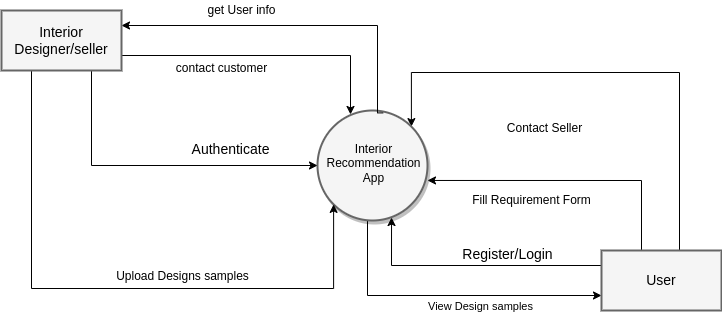 get User info
Interior
Designer/seller
contact customer
Contact Seller
Authenticate
Interior
Recommendation
App
Fill Requirement Form
Register/Login
Upload Designs samples
User
View Design samples